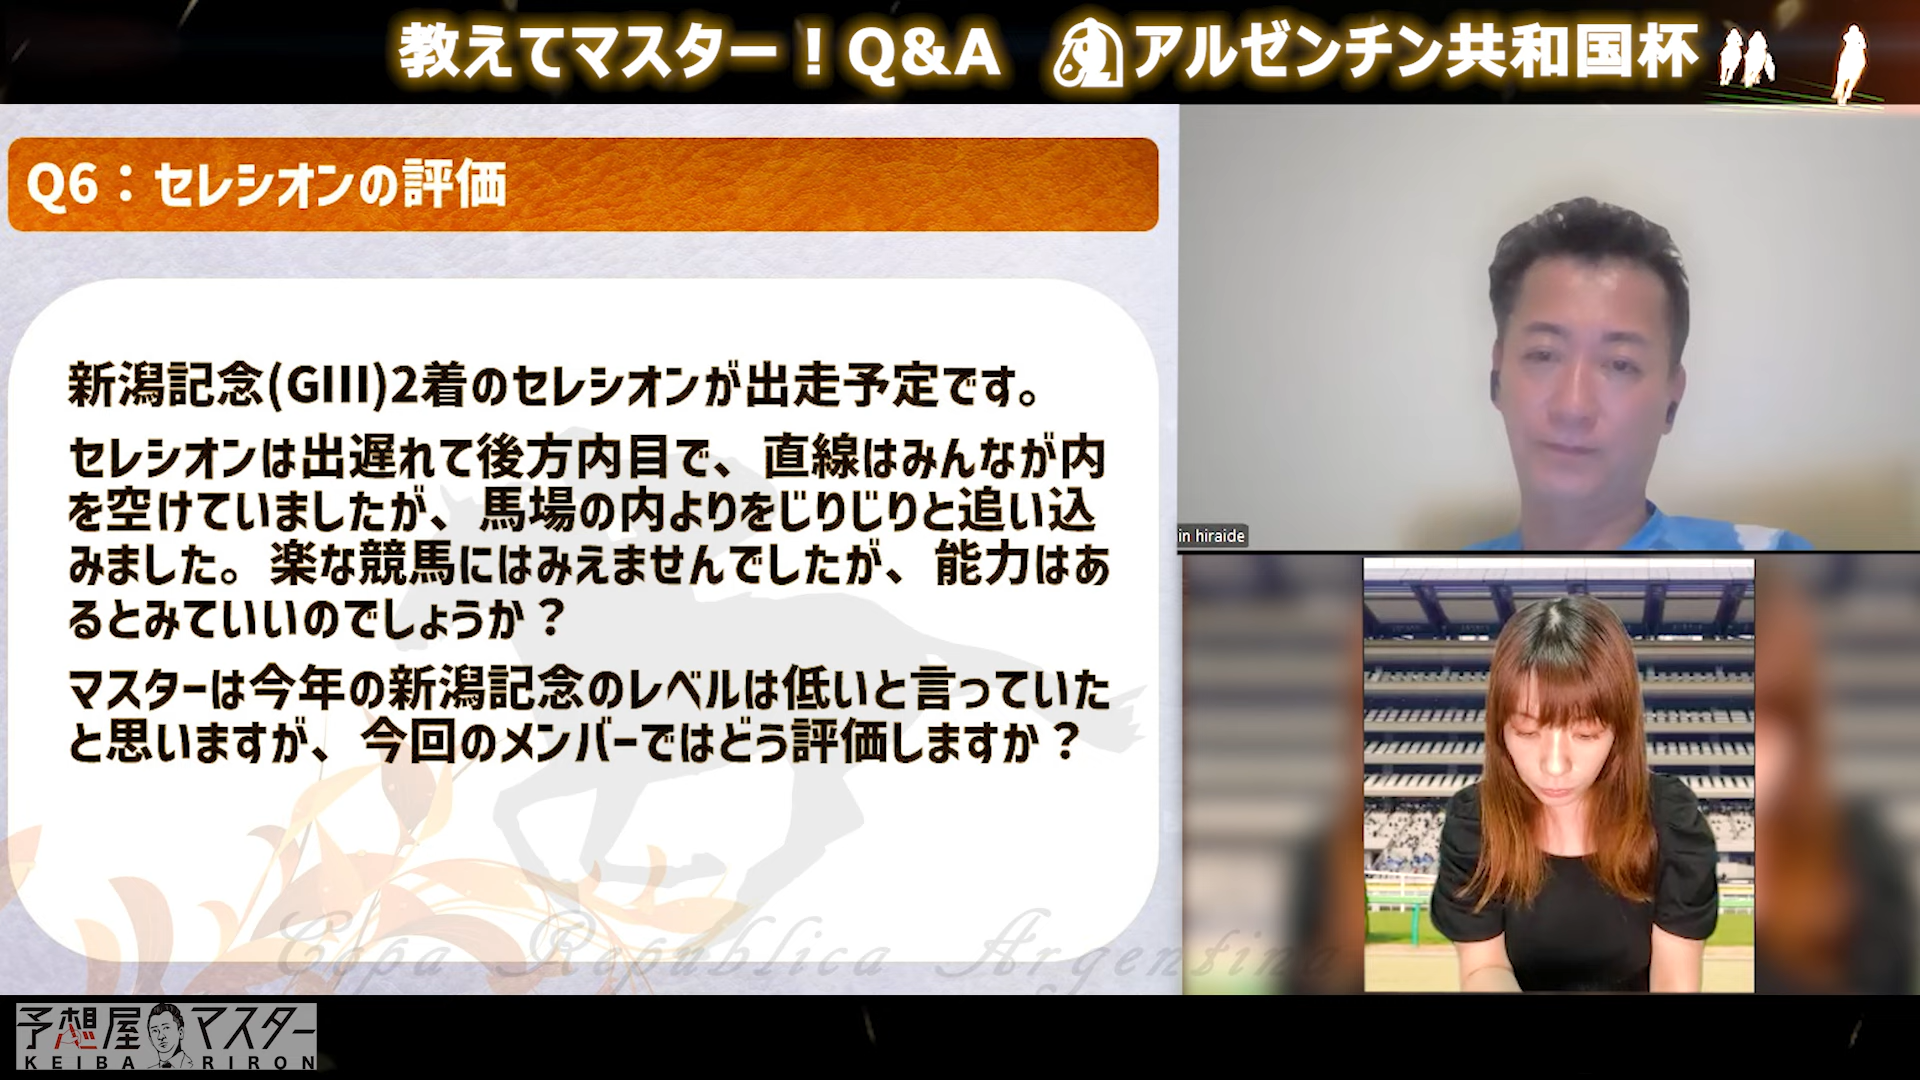 教えてマスター！Q&A アルゼンチン共和国杯
Q6：セレシオンの評価
新潟記念(GIII)2着のセレシオンが出走予定です。
セレシオンは出遅れて後方内目で、直線はみんなが内
を空けていましたが、馬場の内よりをじりじりと追い込
みました。楽な競馬にはみえませんでしたが、能力はあ
るとみていいのでしょうか？
マスターは今年の新潟記念のレベルは低いと言っていた
と思いますが、今回のメンバーではどう評価しますか？
in hiraide
Copa Republica Argentina
予想屋マスター
KEIBA RIRON